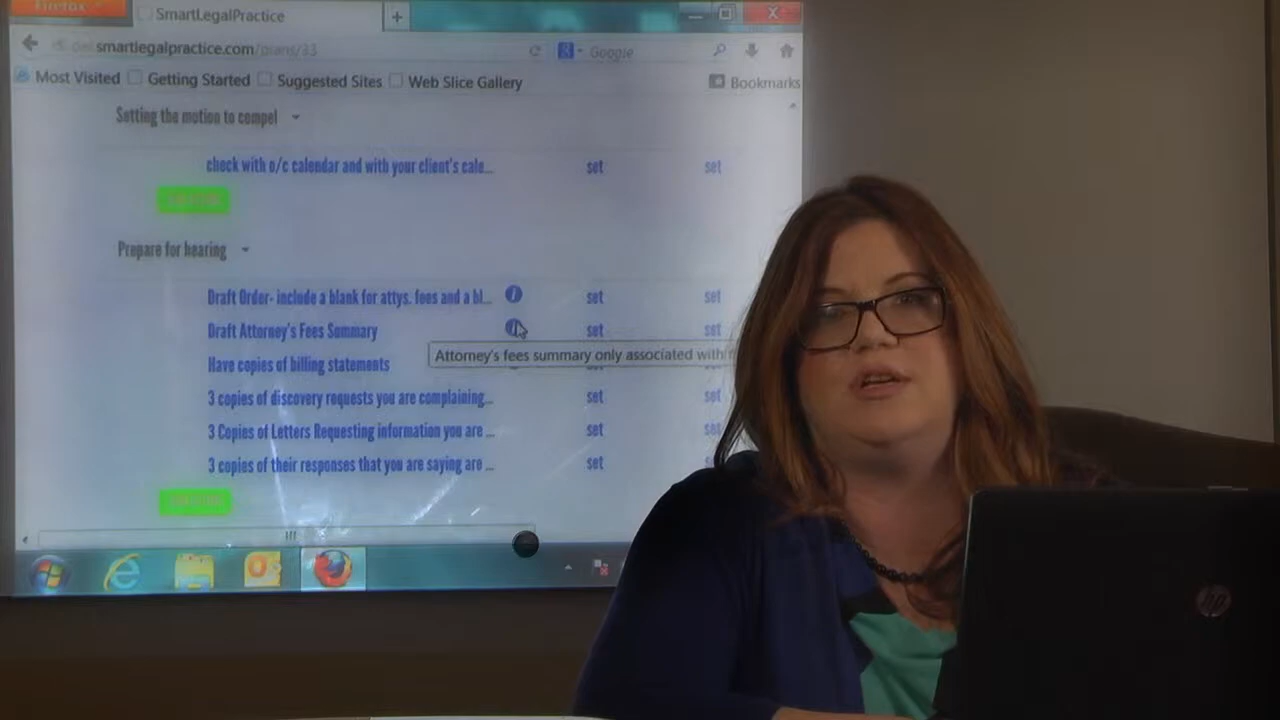 Firefox
SmartLegalPractice
smartlegalpractice.com/plans/33
Google
Most Visited Getting Started Suggested Sites Web Slice Gallery Bookmarks
Setting the motion to compel
check with o/c calendar and with your client's cale... set set
Prepare for hearing
Draft Order- include a blank for attys. fees and a bl... set set
Draft Attorney's Fees Summary set set
Attorney's fees summary only associated with
Have copies of billing statements
3 copies of discovery requests you are complaining... set set
3 Copies of Letters Requesting information you are ... set set
3 copies of their responses that you are saying are ... set
hp